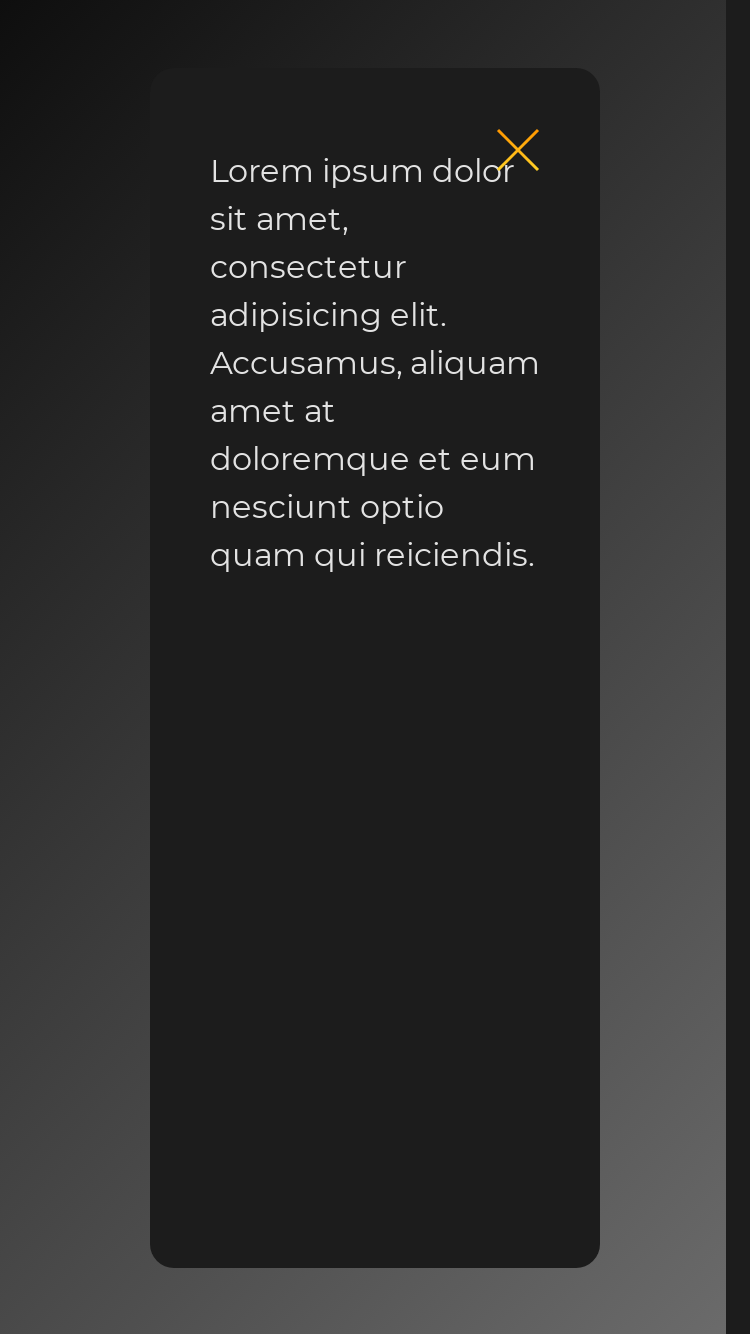 Lorem ipsum dolor
sit amet,
consectetur
adipisicing elit.
Accusamus, aliquam
amet at
doloremque et eum
nesciunt optio
quam qui reiciendis.